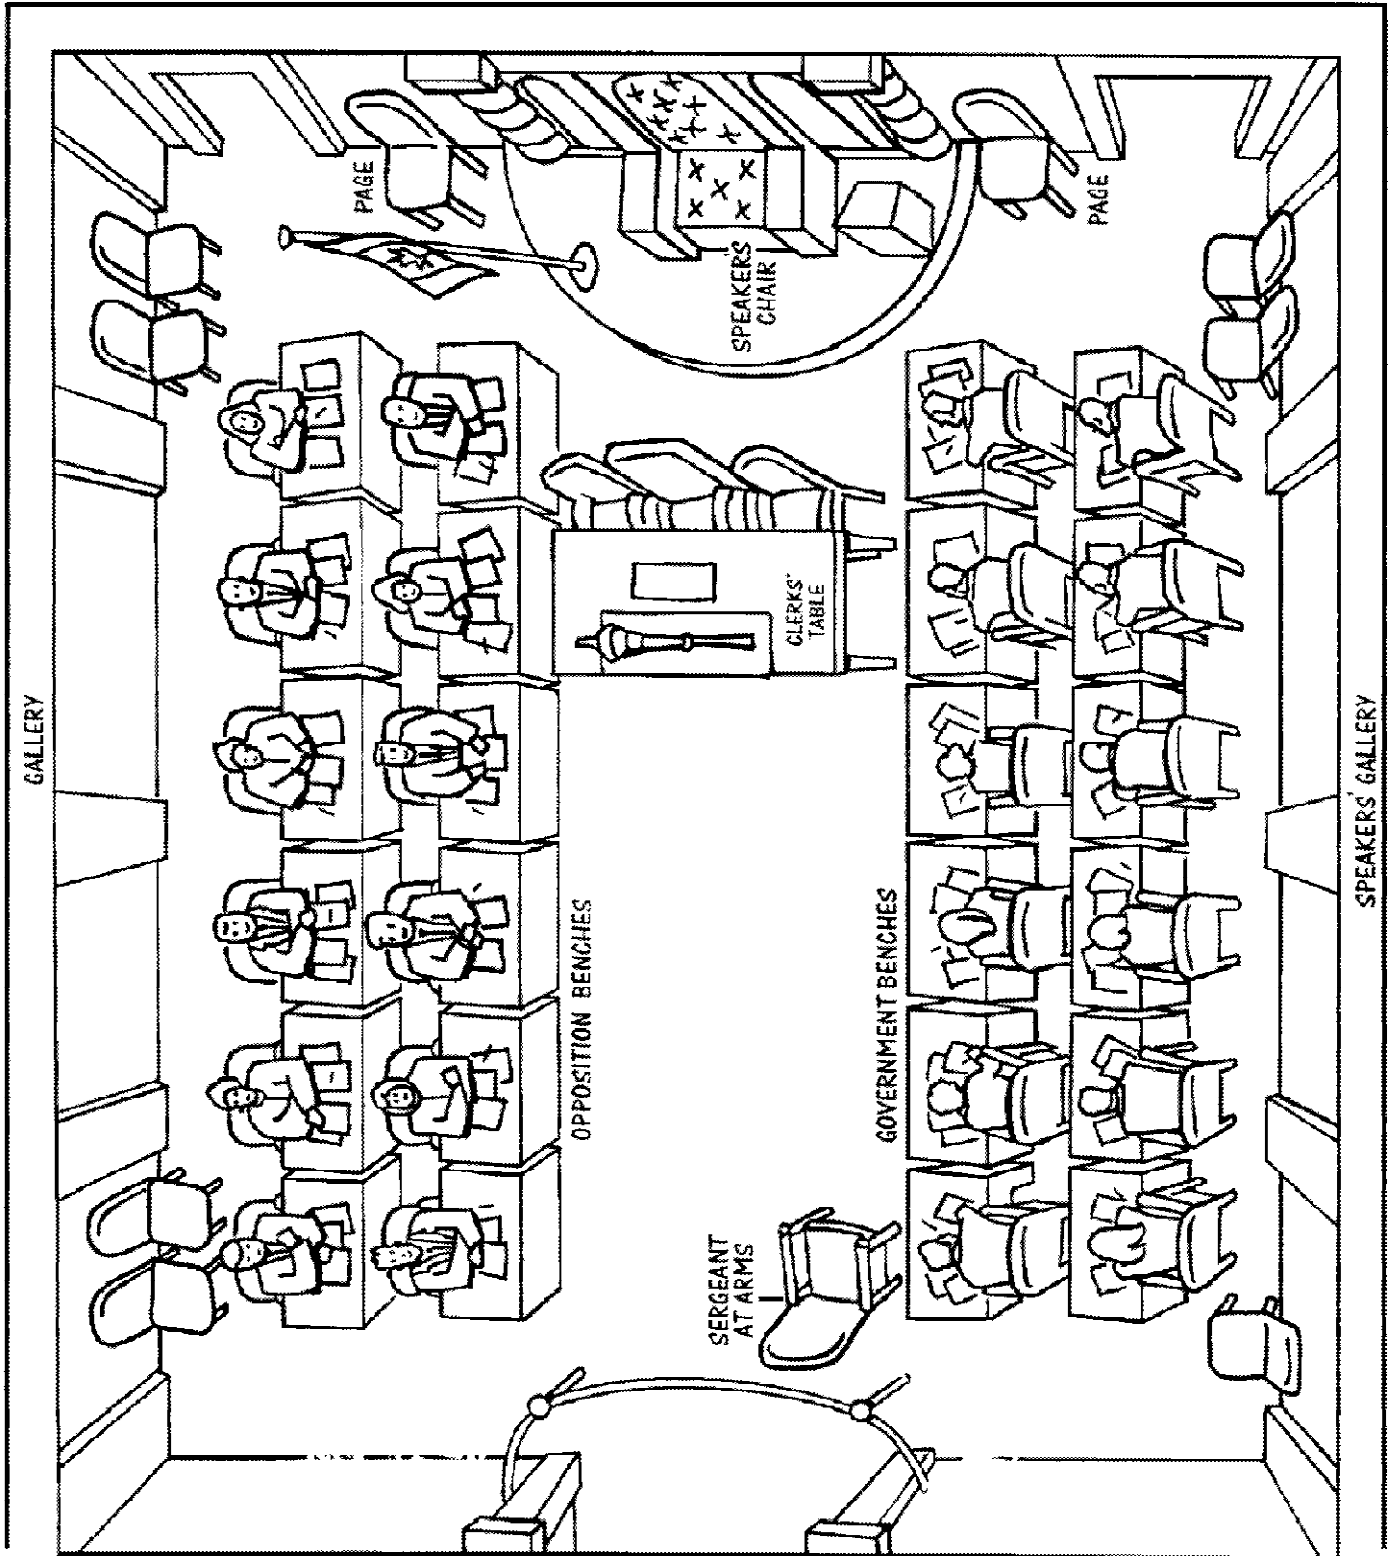 GALLERY
PAGE
SPEAKERS'
CHAIR
PAGE
CLERKS'
TABLE
OPPOSITION BENCHES
GOVERNMENT BENCHES
SERGEANT
AT ARMS
SPEAKERS' GALLERY